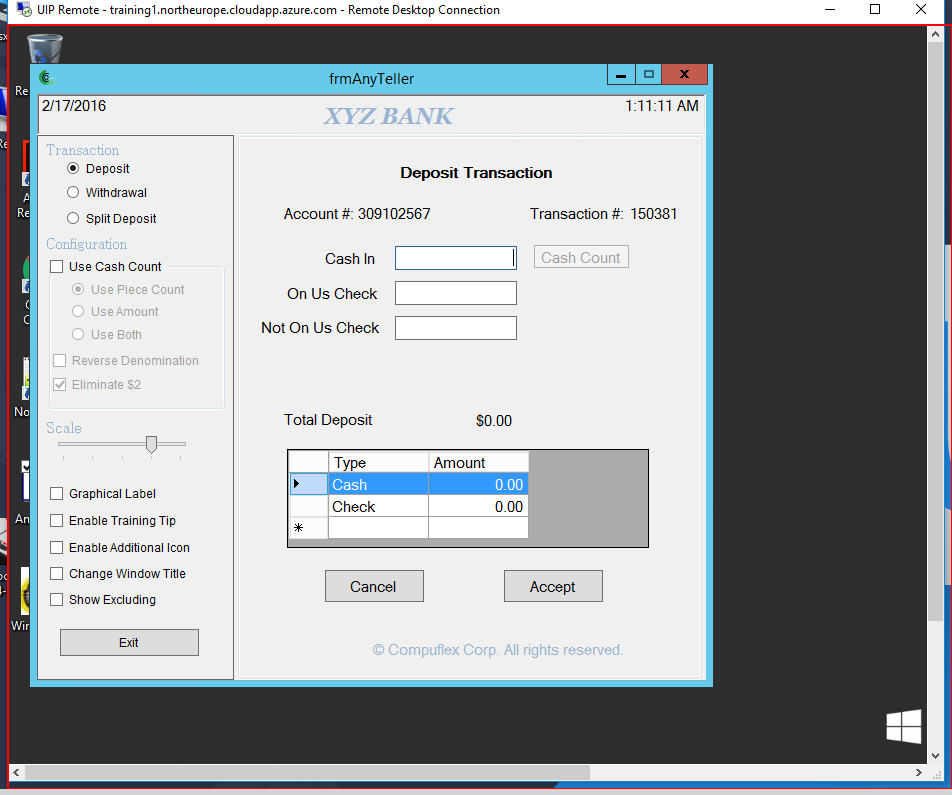 UIP Remote - training1.northeurope.cloudapp.azure.com - Remote Desktop Connection
frmAnyTeller
2/17/2016
XYZ BANK
1:11:11 AM
Transaction
Deposit
Withdrawal
Split Deposit
Configuration
Use Cash Count
Use Piece Count
Use Amount
Use Both
Reverse Denomination
Eliminate $2
Scale
Graphical Label
Enable Training Tip
Enable Additional Icon
Change Window Title
Show Excluding
Exit
Deposit Transaction
Account #: 309102567 Transaction #: 150381
Cash In Cash Count
On Us Check
Not On Us Check
Total Deposit $0.00
Type Amount
Cash 0.00
Check 0.00
Cancel Accept
© Compuflex Corp. All rights reserved.